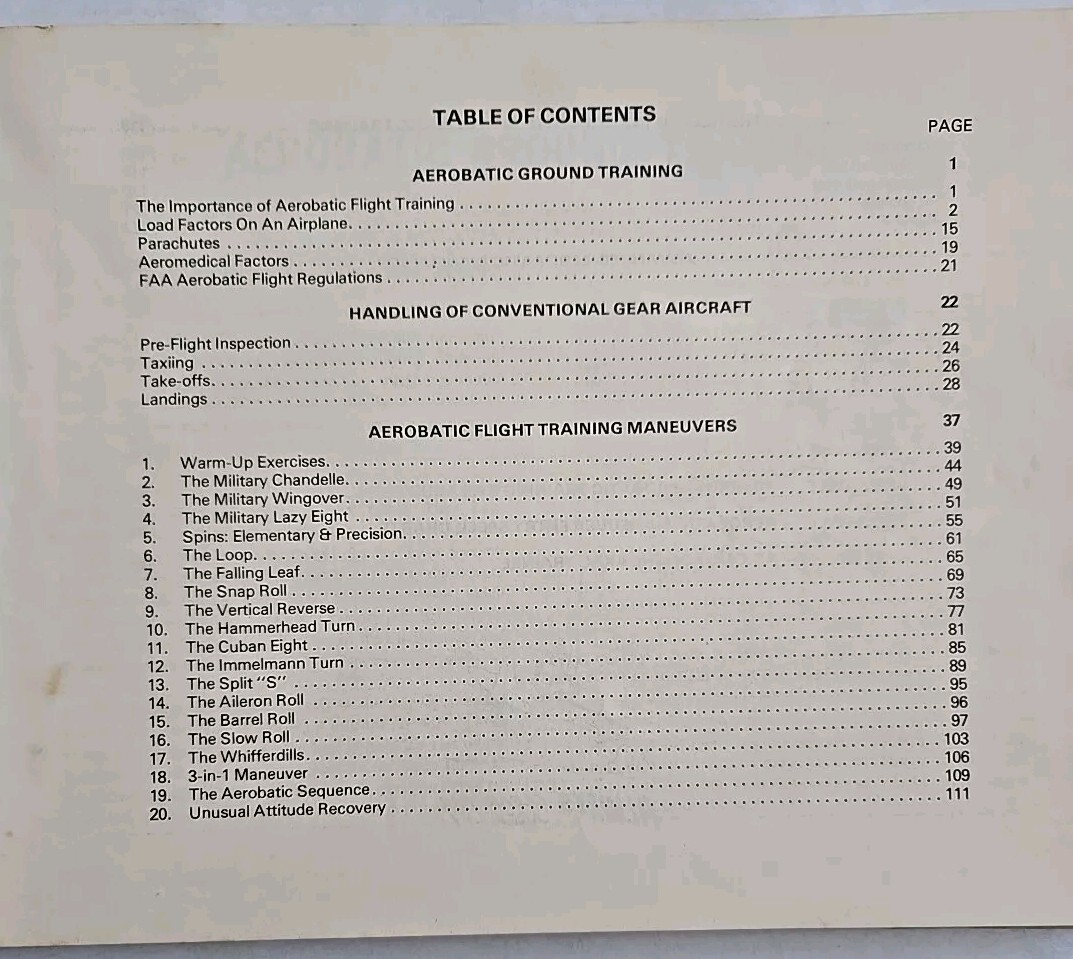 TABLE OF CONTENTS
PAGE
AEROBATIC GROUND TRAINING 1
The Importance of Aerobatic Flight Training 1
Load Factors On An Airplane 2
Parachutes 15
Aeromedical Factors 19
FAA Aerobatic Flight Regulations 21
HANDLING OF CONVENTIONAL GEAR AIRCRAFT 22
Pre-Flight Inspection 22
Taxiing 24
Take-offs 26
Landings 28
AEROBATIC FLIGHT TRAINING MANEUVERS 37
1. Warm-Up Exercises 39
2. The Military Chandelle 44
3. The Military Wingover 49
4. The Military Lazy Eight 51
5. Spins: Elementary & Precision 55
6. The Loop 61
7. The Falling Leaf 65
8. The Snap Roll 69
9. The Vertical Reverse 73
10. The Hammerhead Turn 77
11. The Cuban Eight 81
12. The Immelmann Turn 85
13. The Split "S" 89
14. The Aileron Roll 95
15. The Barrel Roll 96
16. The Slow Roll 97
17. The Whifferdills 103
18. 3-in-1 Maneuver 106
19. The Aerobatic Sequence 109
20. Unusual Attitude Recovery 111